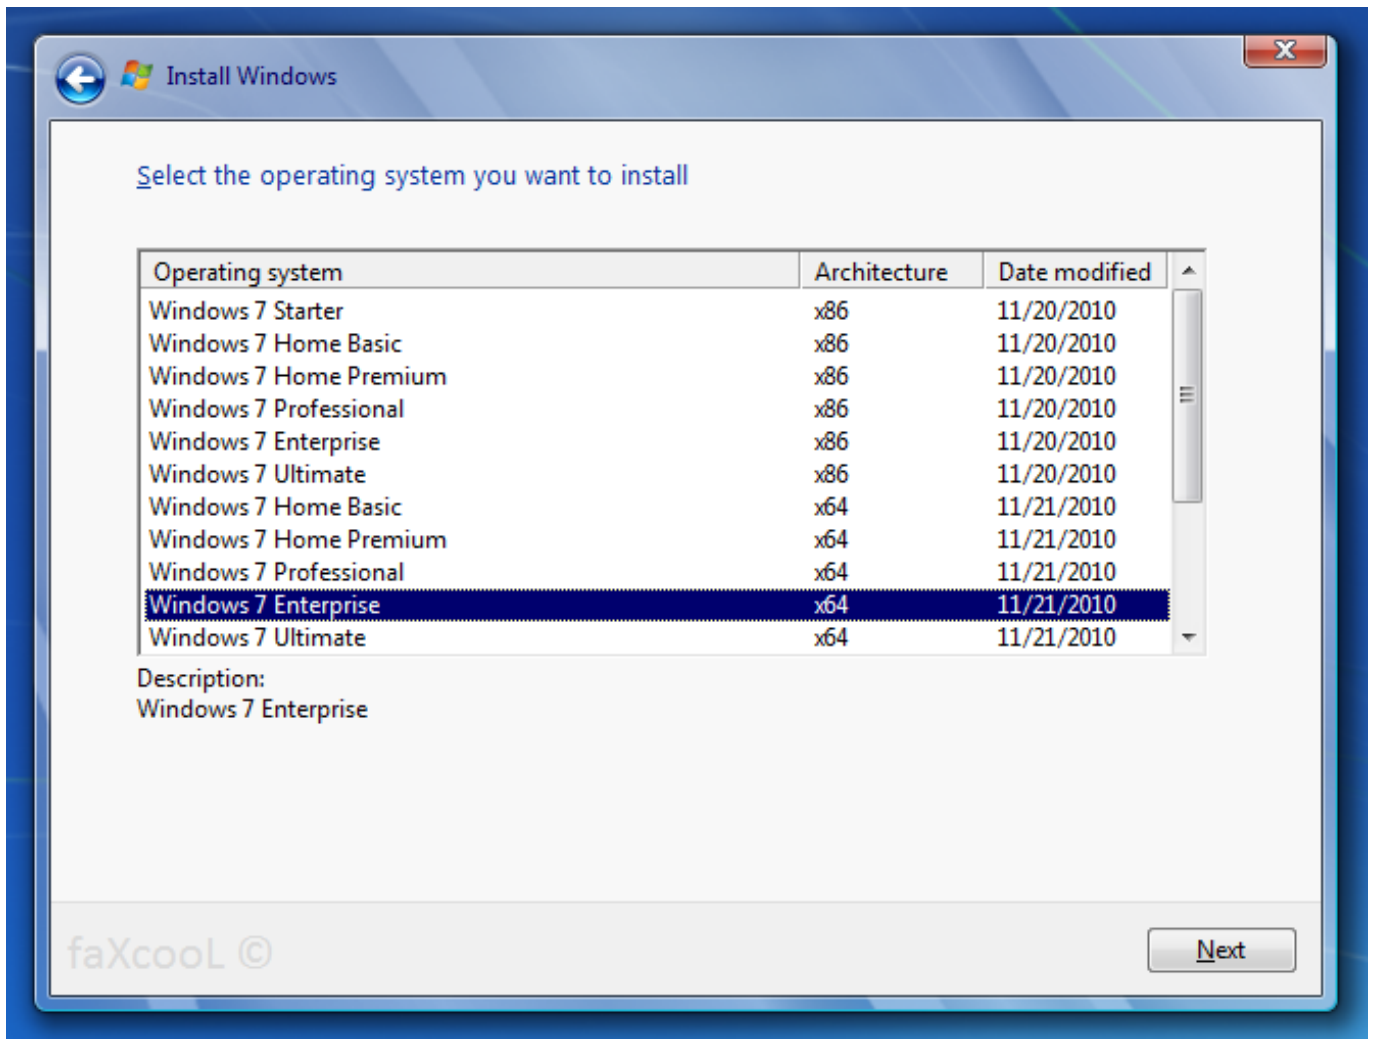 Install Windows
Select the operating system you want to install
Operating system Architecture Date modified
Windows 7 Starter x86 11/20/2010
Windows 7 Home Basic x86 11/20/2010
Windows 7 Home Premium x86 11/20/2010
Windows 7 Professional x86 11/20/2010
Windows 7 Enterprise x86 11/20/2010
Windows 7 Ultimate x86 11/20/2010
Windows 7 Home Basic x64 11/21/2010
Windows 7 Home Premium x64 11/21/2010
Windows 7 Professional x64 11/21/2010
Windows 7 Enterprise x64 11/21/2010
Windows 7 Ultimate x64 11/21/2010
Description:
Windows 7 Enterprise
faXcooL ©
Next